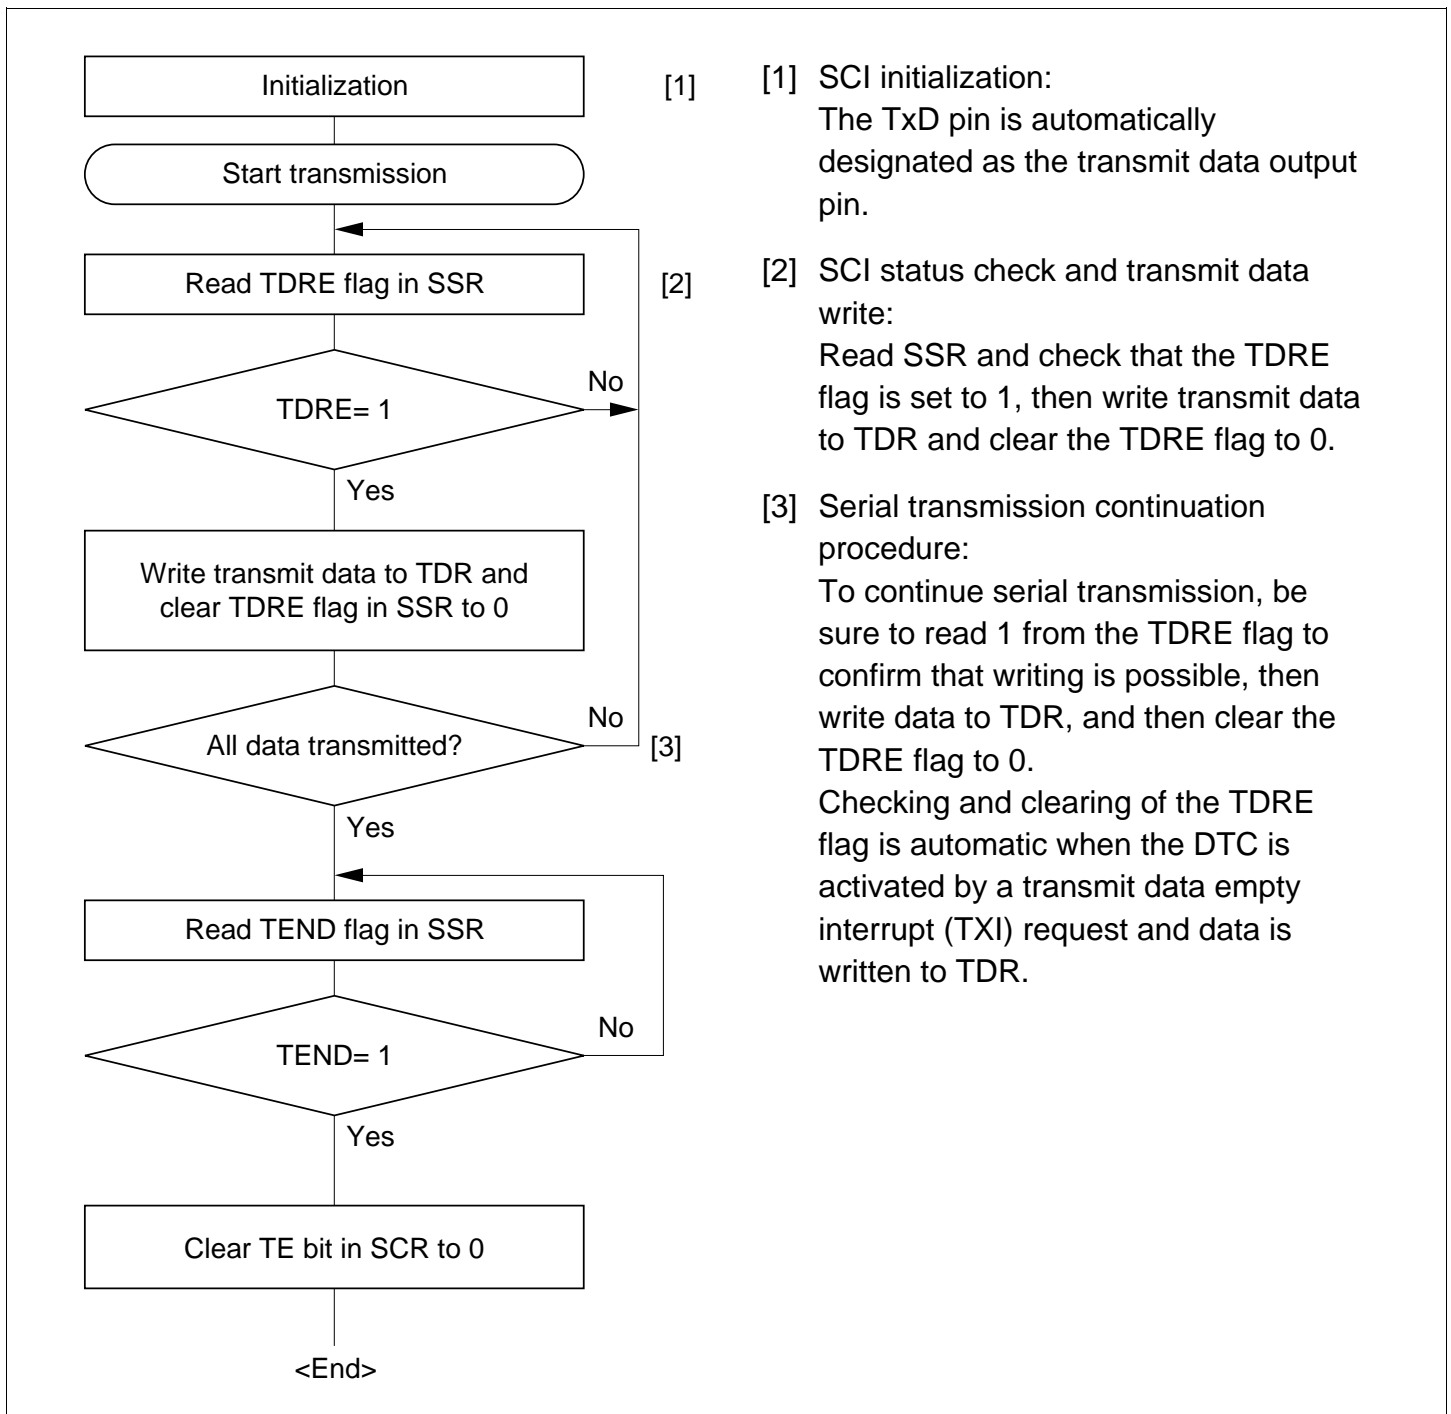 Initialization
[1]
Start transmission
Read TDRE flag in SSR
[2]
TDRE= 1
No
Yes
Write transmit data to TDR and
clear TDRE flag in SSR to 0
All data transmitted?
No
[3]
Yes
Read TEND flag in SSR
TEND= 1
No
Yes
Clear TE bit in SCR to 0
<End>
[1] SCI initialization:
The TxD pin is automatically
designated as the transmit data output
pin.
[2] SCI status check and transmit data
write:
Read SSR and check that the TDRE
flag is set to 1, then write transmit data
to TDR and clear the TDRE flag to 0.
[3] Serial transmission continuation
procedure:
To continue serial transmission, be
sure to read 1 from the TDRE flag to
confirm that writing is possible, then
write data to TDR, and then clear the
TDRE flag to 0.
Checking and clearing of the TDRE
flag is automatic when the DTC is
activated by a transmit data empty
interrupt (TXI) request and data is
written to TDR.